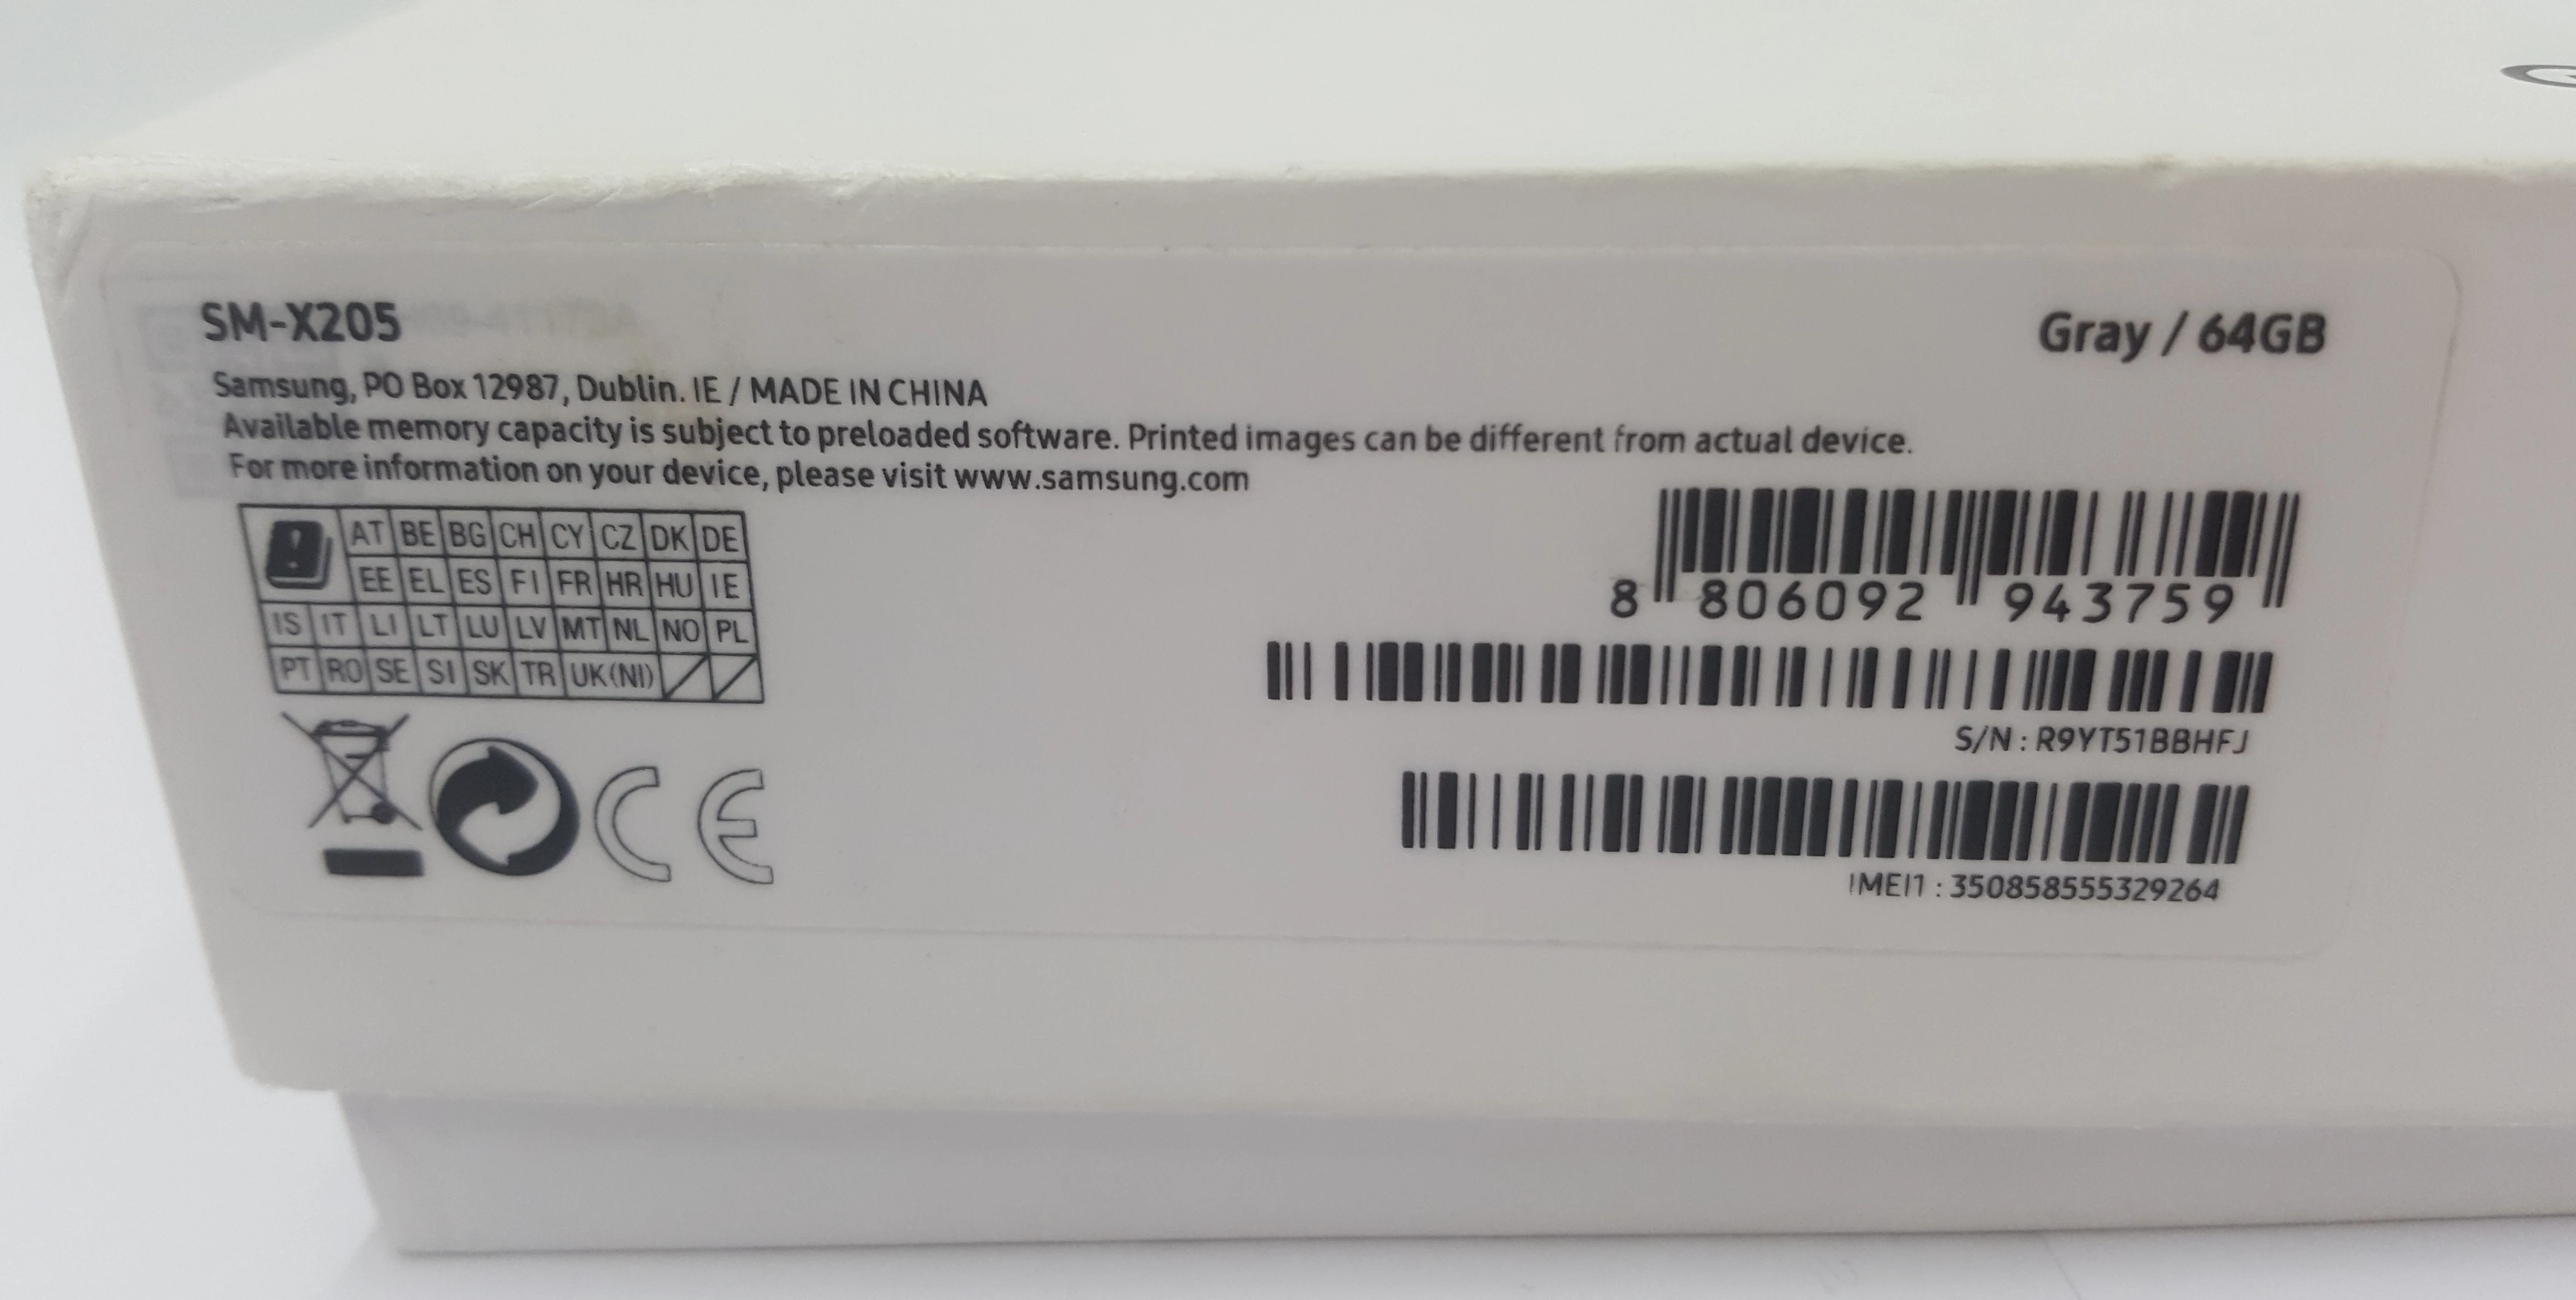 SM-X205
Gray / 64GB
Samsung, PO Box 12987, Dublin. IE / MADE IN CHINA
Available memory capacity is subject to preloaded software. Printed images can be different from actual device.
For more information on your device, please visit www.samsung.com
AT BE BG CH CY CZ DK DE
EE EL ES FI FR HR HU IE
IS IT LI LT LU LV MT NL NO PL
PT RO SE SI SK TR UK(NI)
CE
8 806092 943759
S/N : R9YT51BBHFJ
IMEI1 : 350858555329264